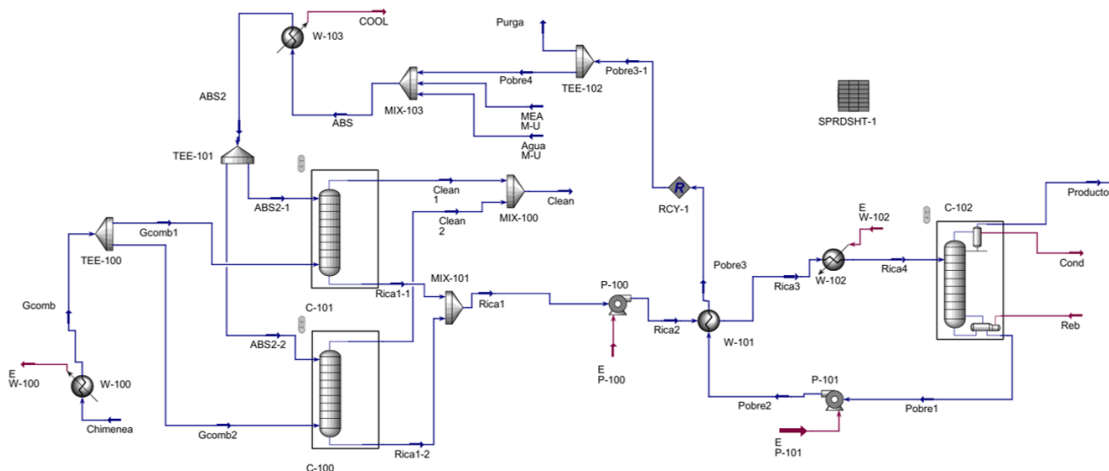 COOL
W-103
Purga
Pobre3-1
TEE-102
Pobre4
ABS2
ABS
MIX-103
MEA
M-U
Agua
M-U
SPRDSHT-1
TEE-101
ABS2-1
Clean
1
Clean
2
MIX-100
Clean
RCY-1
E
W-102
C-102
Producto
Gcomb1
TEE-100
Gcomb
Rica1-1
MIX-101
Rica1
C-101
P-100
Rica2
Pobre3
W-101
Rica3
W-102
Rica4
Cond
Reb
ABS2-2
E
P-100
E
W-100
W-100
Chimenea
Gcomb2
Rica1-2
C-100
Pobre2
P-101
Pobre1
E
P-101